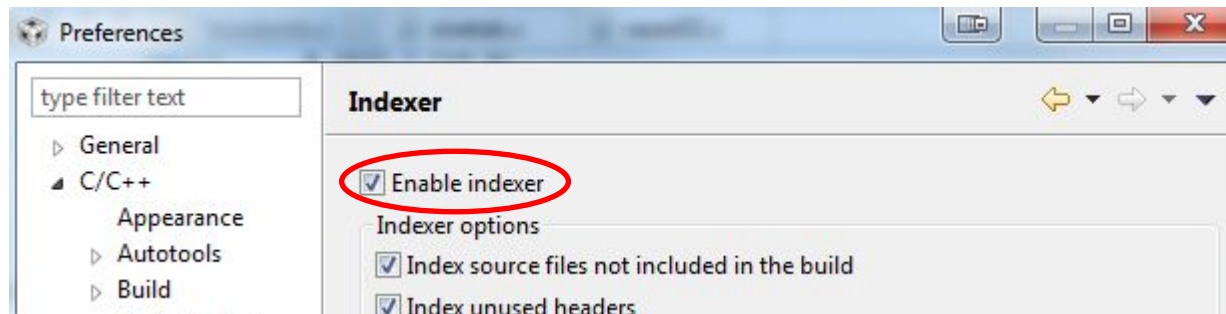 Preferences
type filter text
Indexer
General
C/C++
Appearance
Autotools
Build
Enable indexer
Indexer options
Index source files not included in the build
Index unused headers